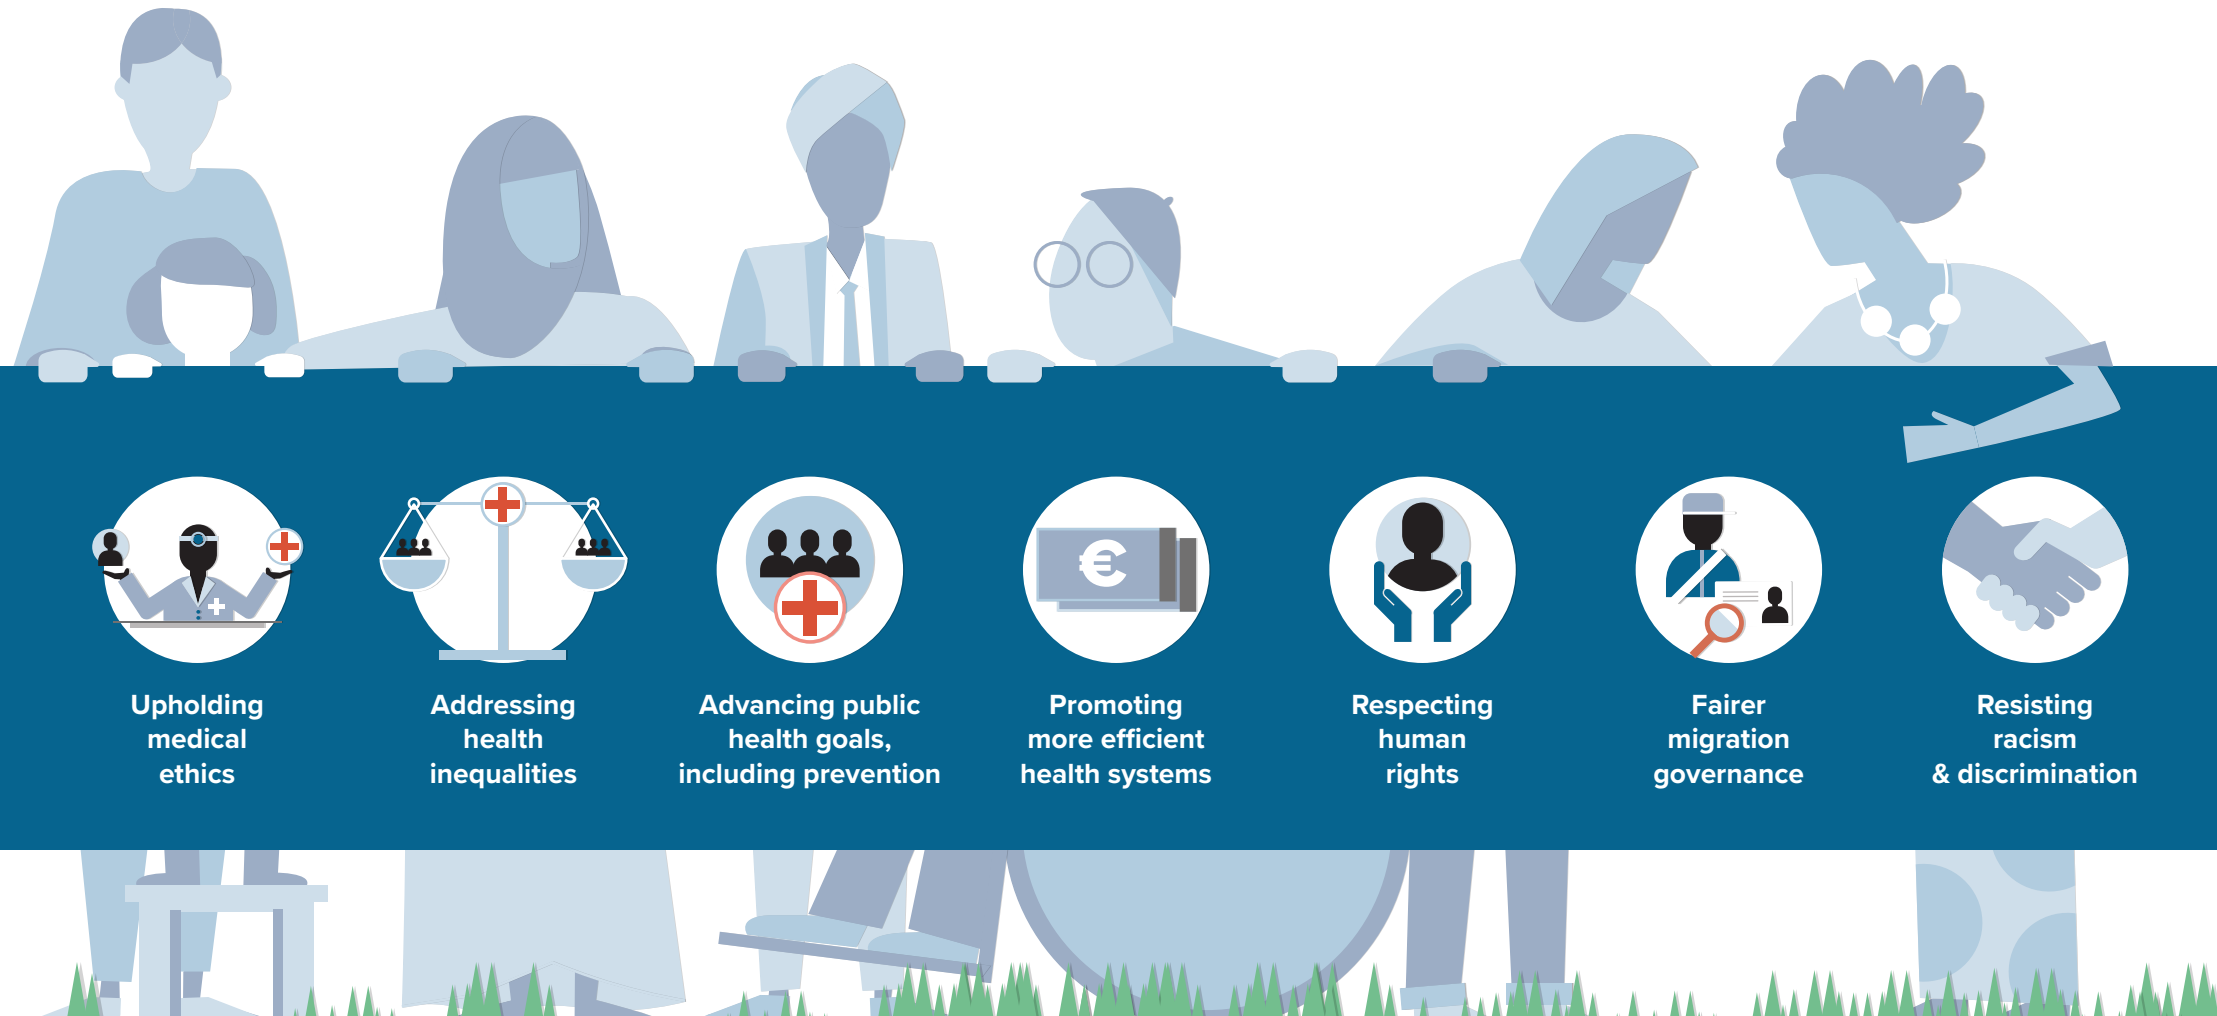 Upholding
medical
ethics
Addressing
health
inequalities
Advancing public
health goals,
including prevention
€
Promoting
more efficient
health systems
Respecting
human
rights
Fairer
migration
governance
Resisting
racism
& discrimination